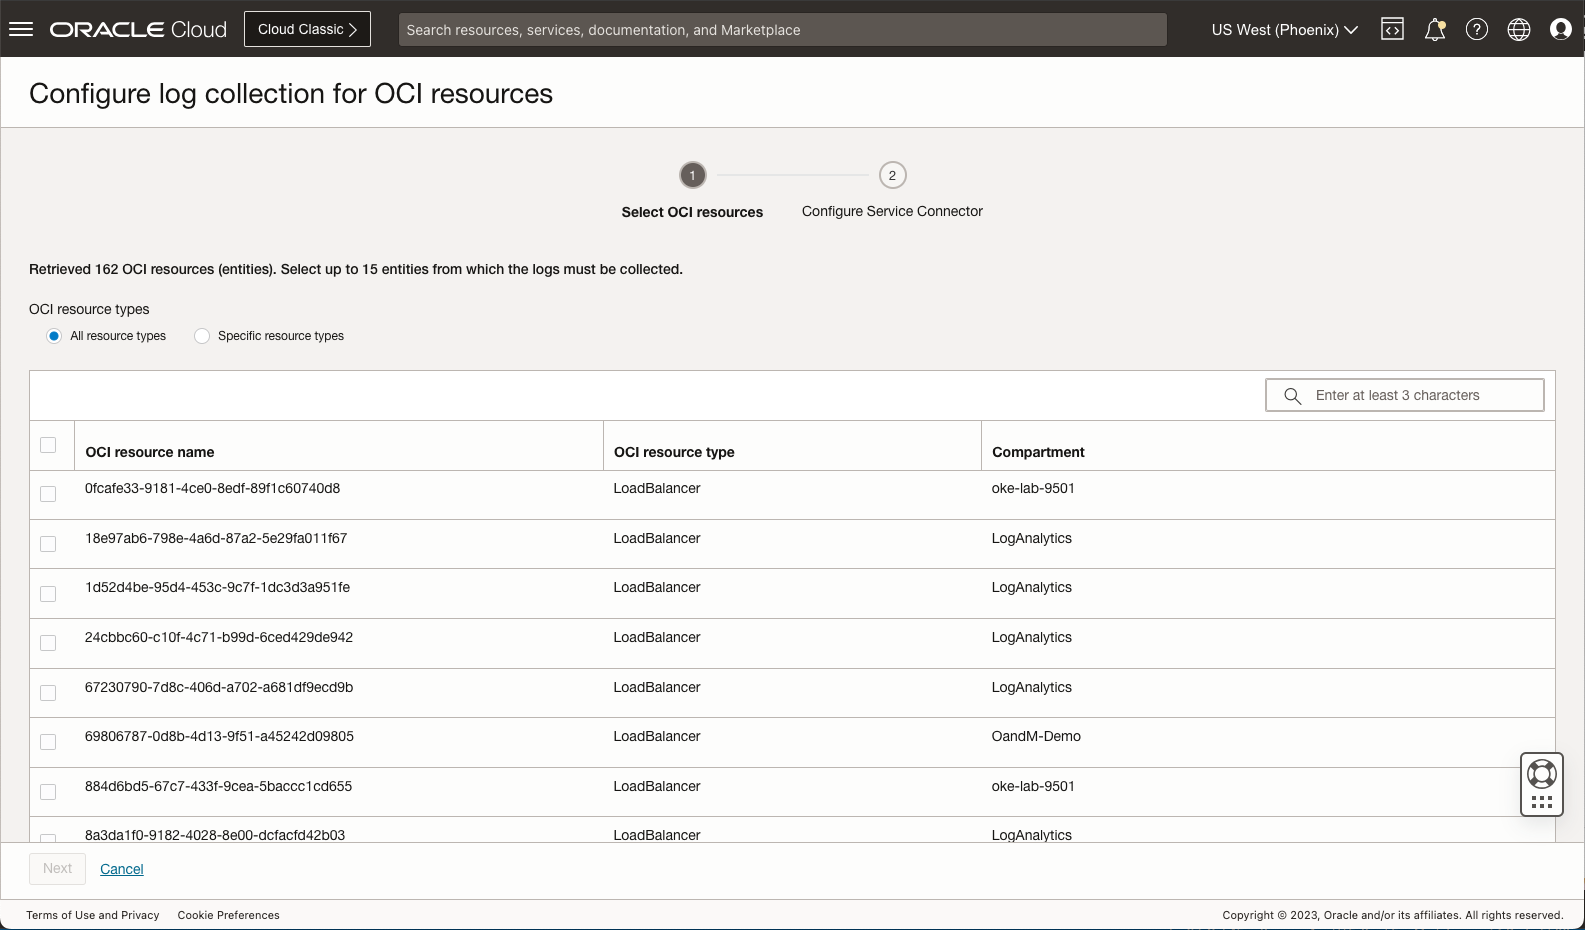 ORACLE Cloud Cloud Classic Search resources, services, documentation, and Marketplace US West (Phoenix)
Configure log collection for OCI resources
1 2
Select OCI resources Configure Service Connector
Retrieved 162 OCI resources (entities). Select up to 15 entities from which the logs must be collected.
OCI resource types
All resource types Specific resource types
Enter at least 3 characters
OCI resource name OCI resource type Compartment
0fcafe33-9181-4ce0-8edf-89f1c60740d8 LoadBalancer oke-lab-9501
18e97ab6-798e-4a6d-87a2-5e29fa011f67 LoadBalancer LogAnalytics
1d52d4be-95d4-453c-9c7f-1dc3d3a951fe LoadBalancer LogAnalytics
24cbbc60-c10f-4c71-b99d-6ced429de942 LoadBalancer LogAnalytics
67230790-7d8c-406d-a702-a681df9ecd9b LoadBalancer LogAnalytics
69806787-0d8b-4d13-9f51-a45242d09805 LoadBalancer OandM-Demo
884d6bd5-67c7-433f-9cea-5baccc1cd655 LoadBalancer oke-lab-9501
8a3da1f0-9182-4028-8e00-dcfacfd42b03 LoadBalancer LogAnalytics
Next Cancel
Terms of Use and Privacy Cookie Preferences Copyright © 2023, Oracle and/or its affiliates. All rights reserved.